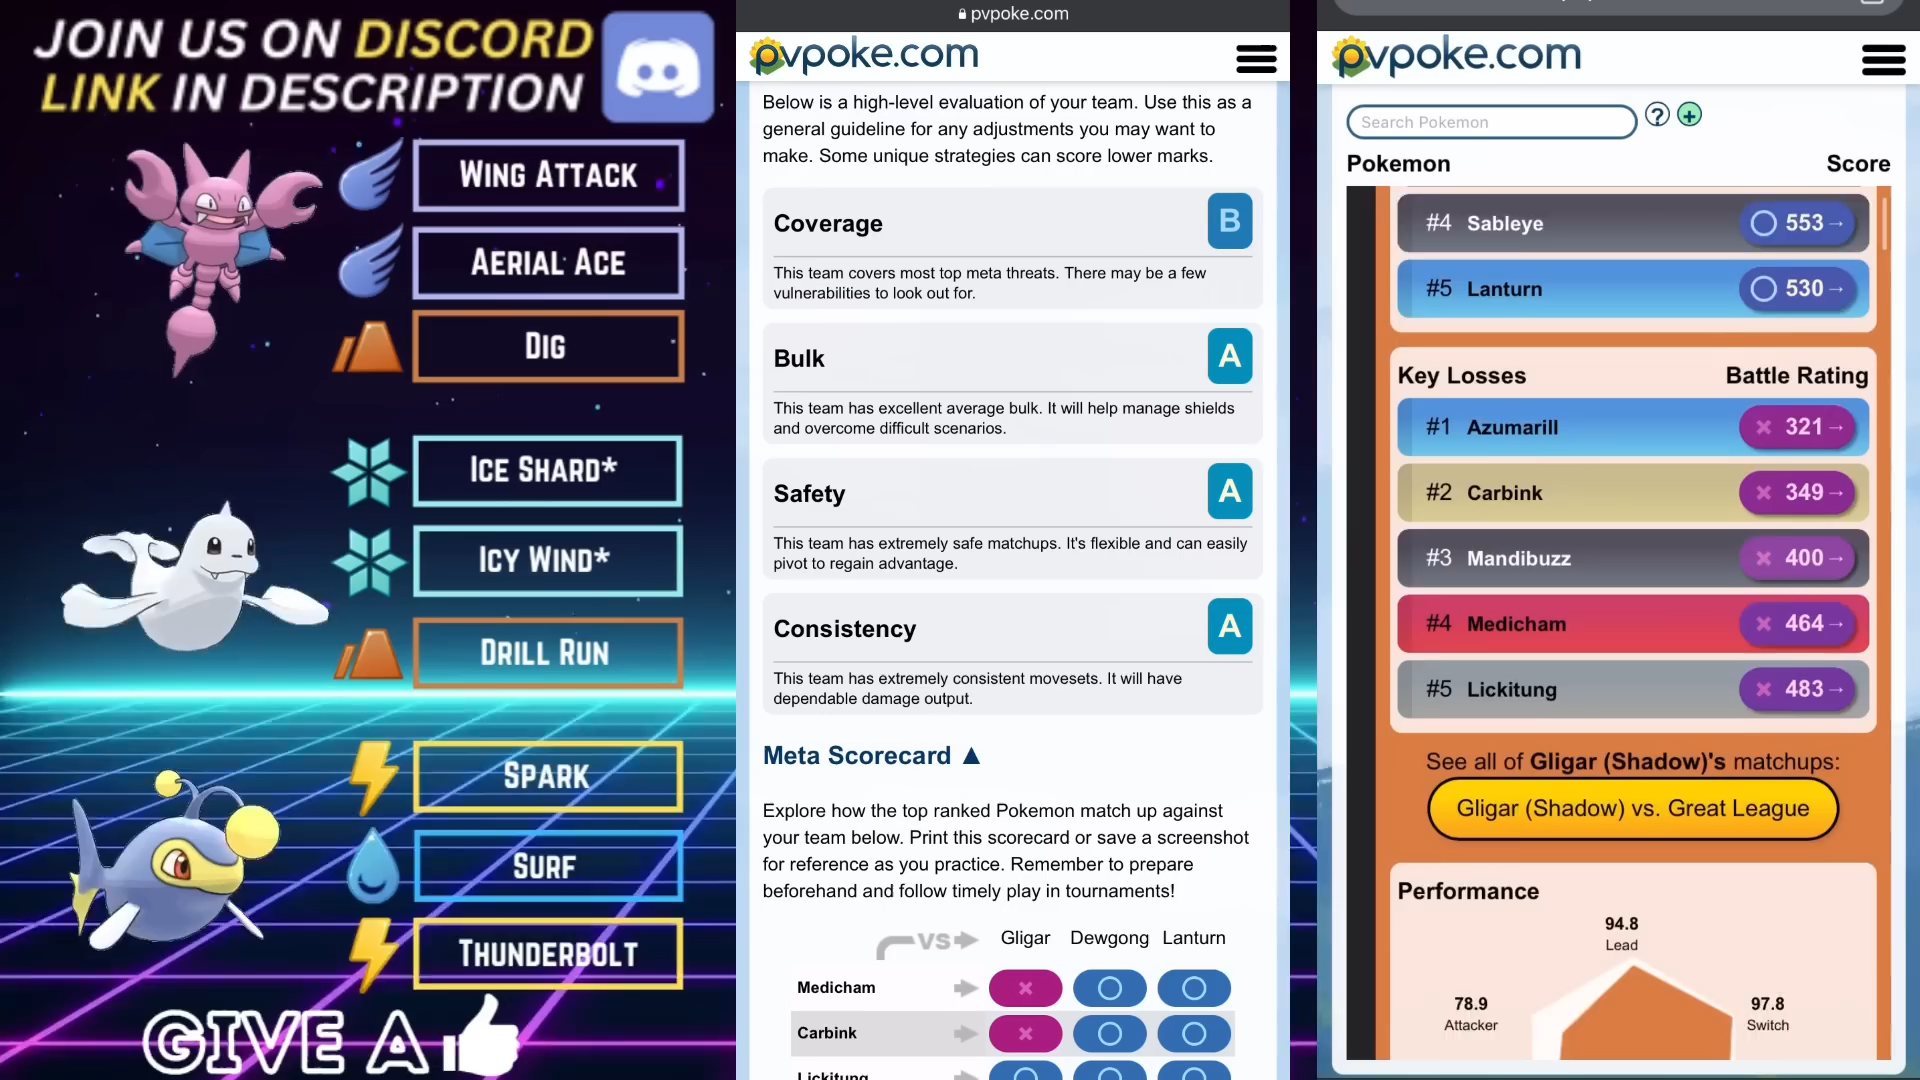 JOIN US ON DISCORD
LINK IN DESCRIPTION
WING ATTACK
AERIAL ACE
DIG
ICE SHARD*
ICY WIND*
DRILL RUN
SPARK
SURF
THUNDERBOLT
GIVE A
pvpoke.com
pvpoke.com
Below is a high-level evaluation of your team. Use this as a
general guideline for any adjustments you may want to
make. Some unique strategies can score lower marks.
Coverage B
This team covers most top meta threats. There may be a few
vulnerabilities to look out for.
Bulk A
This team has excellent average bulk. It will help manage shields
and overcome difficult scenarios.
Safety A
This team has extremely safe matchups. It's flexible and can easily
pivot to regain advantage.
Consistency A
This team has extremely consistent movesets. It will have
dependable damage output.
Meta Scorecard ▲
Explore how the top ranked Pokemon match up against
your team below. Print this scorecard or save a screenshot
for reference as you practice. Remember to prepare
beforehand and follow timely play in tournaments!
VS Gligar Dewgong Lanturn
Medicham
Carbink
Lickitung
pvpoke.com
Search Pokemon ? +
Pokemon Score
#4 Sableye 553→
#5 Lanturn 530→
Key Losses Battle Rating
#1 Azumarill × 321→
#2 Carbink × 349→
#3 Mandibuzz × 400→
#4 Medicham × 464→
#5 Lickitung × 483→
See all of Gligar (Shadow)'s matchups:
Gligar (Shadow) vs. Great League
Performance
94.8
Lead
78.9
Attacker
97.8
Switch